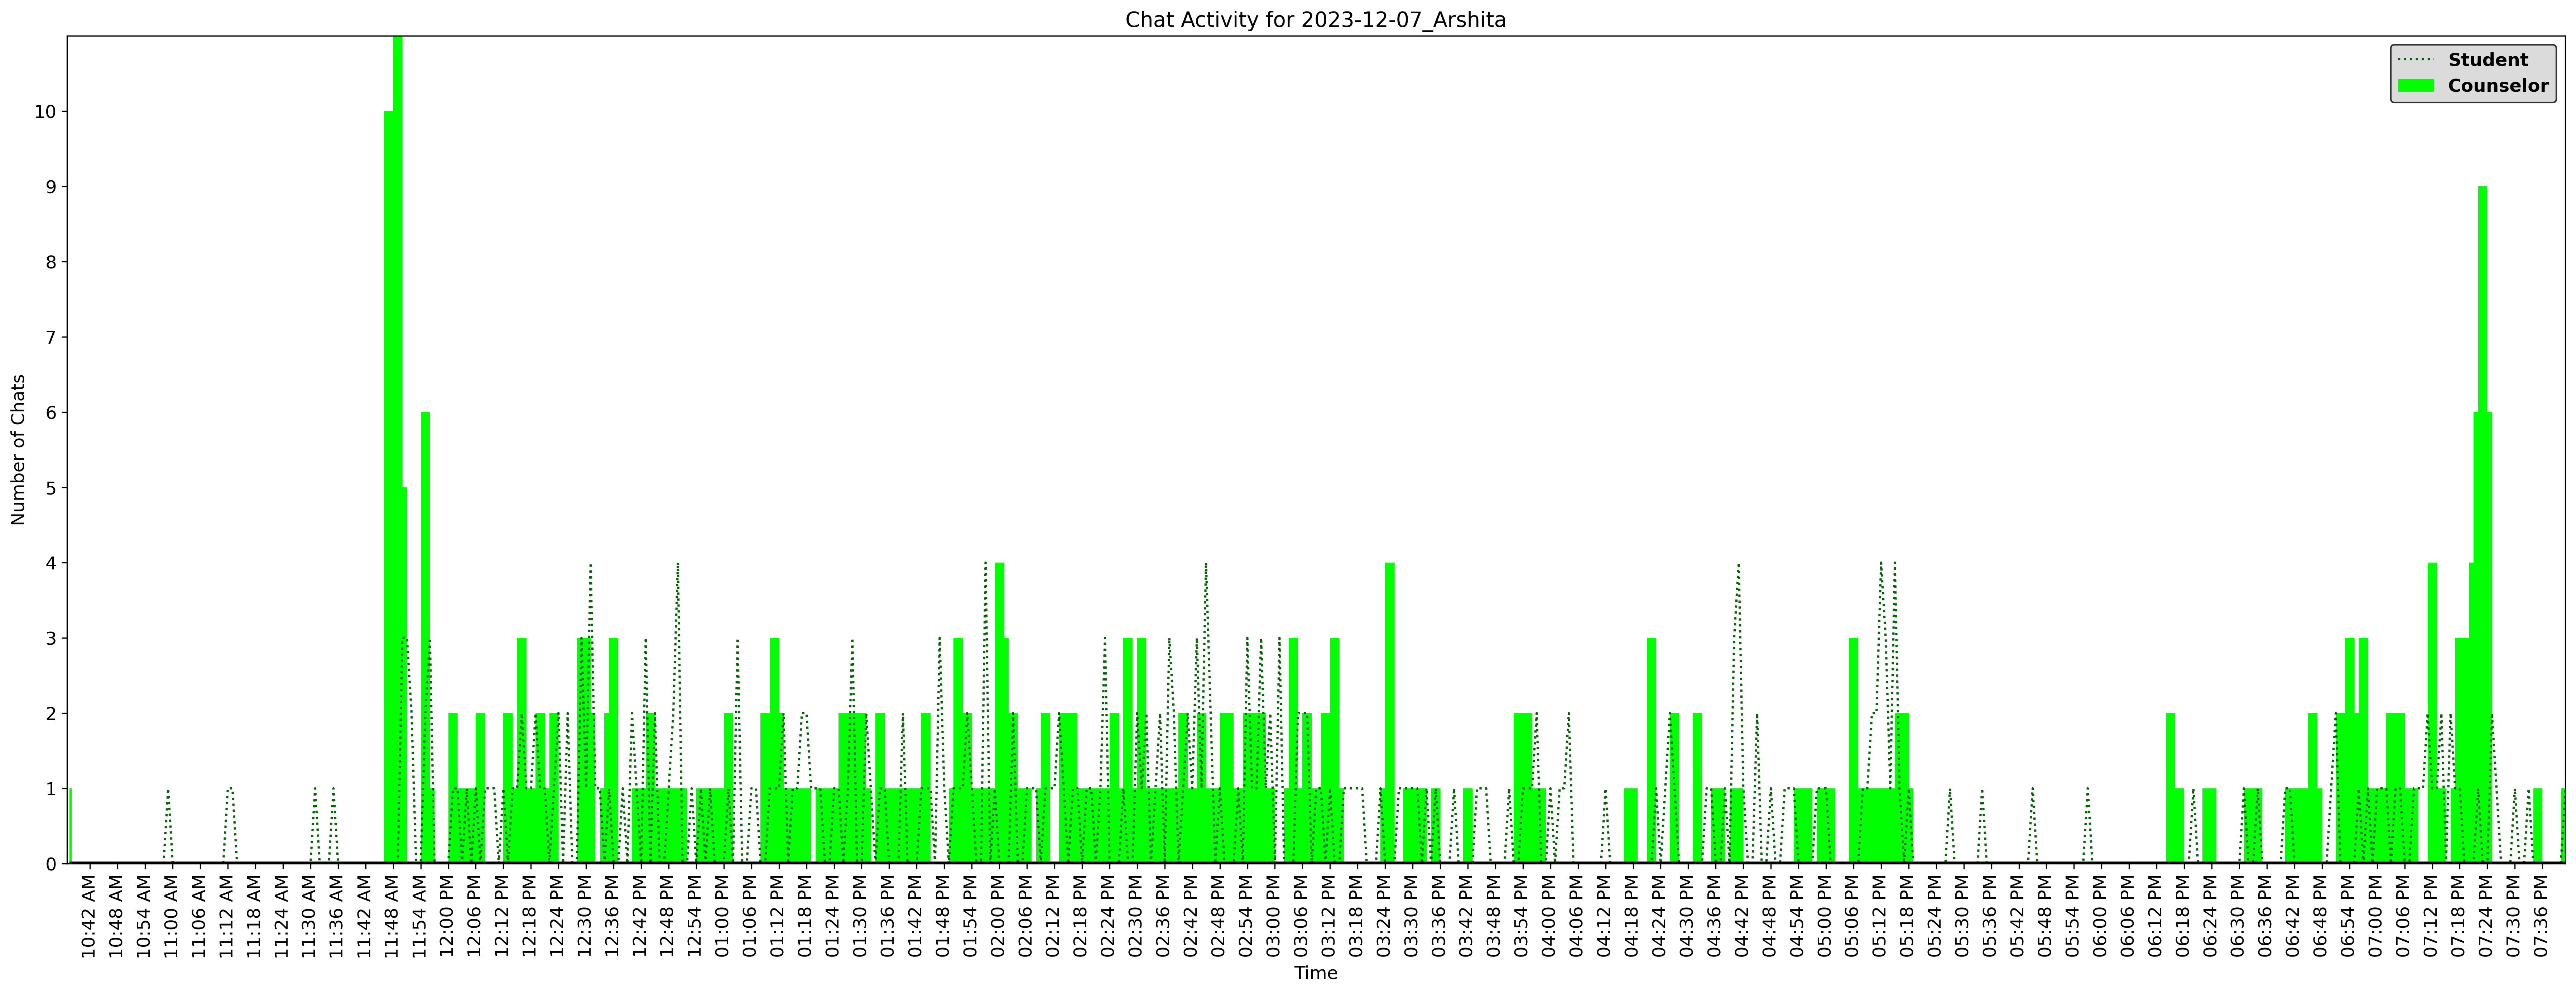 Chat Activity for 2023-12-07_Arshita
Student
Counselor
Number of Chats
10
9
8
7
6
5
4
3
2
1
0
10:42 AM
10:48 AM
10:54 AM
11:00 AM
11:06 AM
11:12 AM
11:18 AM
11:24 AM
11:30 AM
11:36 AM
11:42 AM
11:48 AM
11:54 AM
12:00 PM
12:06 PM
12:12 PM
12:18 PM
12:24 PM
12:30 PM
12:36 PM
12:42 PM
12:48 PM
12:54 PM
01:00 PM
01:06 PM
01:12 PM
01:18 PM
01:24 PM
01:30 PM
01:36 PM
01:42 PM
01:48 PM
01:54 PM
02:00 PM
02:06 PM
02:12 PM
02:18 PM
02:24 PM
02:30 PM
02:36 PM
02:42 PM
02:48 PM
02:54 PM
03:00 PM
03:06 PM
03:12 PM
03:18 PM
03:24 PM
03:30 PM
03:36 PM
03:42 PM
03:48 PM
03:54 PM
04:00 PM
04:06 PM
04:12 PM
04:18 PM
04:24 PM
04:30 PM
04:36 PM
04:42 PM
04:48 PM
04:54 PM
05:00 PM
05:06 PM
05:12 PM
05:18 PM
05:24 PM
05:30 PM
05:36 PM
05:42 PM
05:48 PM
05:54 PM
06:00 PM
06:06 PM
06:12 PM
06:18 PM
06:24 PM
06:30 PM
06:36 PM
06:42 PM
06:48 PM
06:54 PM
07:00 PM
07:06 PM
07:12 PM
07:18 PM
07:24 PM
07:30 PM
07:36 PM
Time